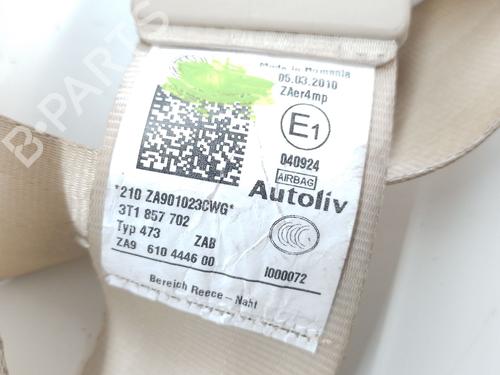 B-PARTS
Made in Romania
05.03.2010
ZAer4mp
E1
040924
AIRBAG
Autoliv
*210 ZA901023CWG*
3T1 857 702
Typ 473 ZAB
ZA9 610 4446 00
I000072
Bereich Reece - Naht